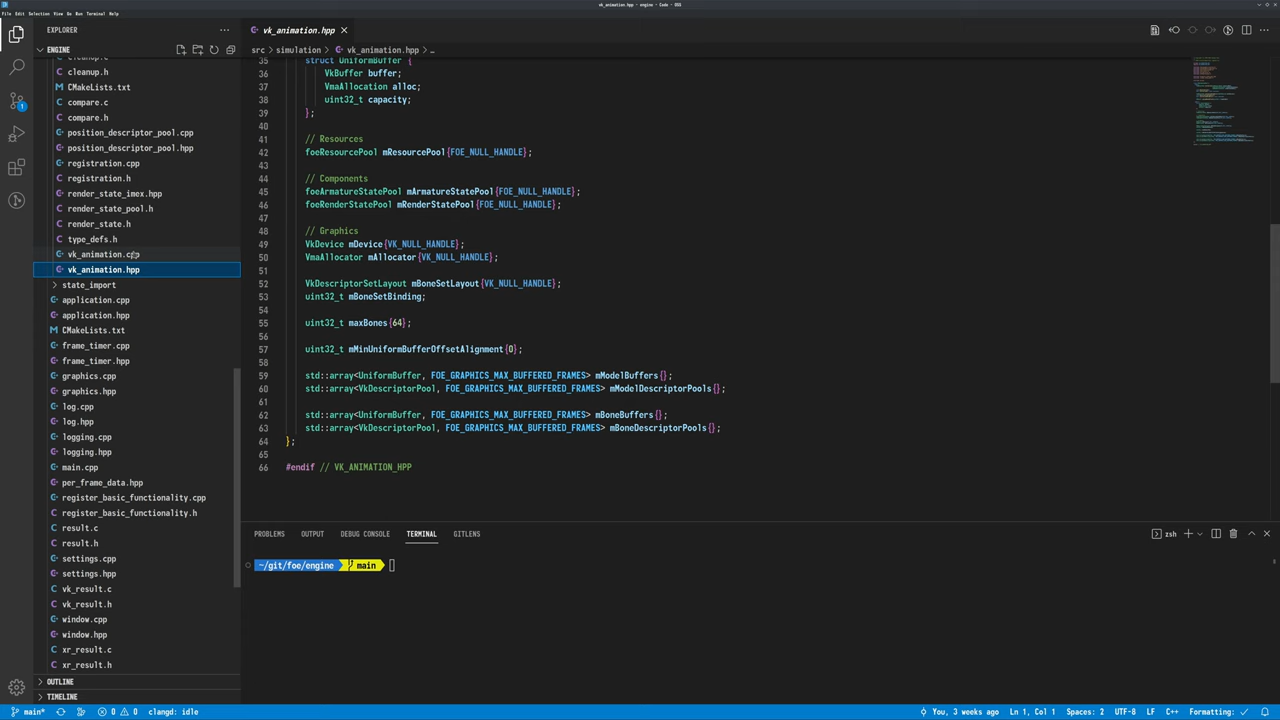 File Edit Selection View Go Run Terminal Help
vk_animation.hpp - engine - Code - OSS
EXPLORER
ENGINE
cleanup.c
cleanup.h
CMakeLists.txt
compare.c
compare.h
position_descriptor_pool.cpp
position_descriptor_pool.hpp
registration.cpp
registration.h
render_state_imex.hpp
render_state_pool.h
render_state.h
type_defs.h
vk_animation.cpp
vk_animation.hpp
state_import
application.cpp
application.hpp
CMakeLists.txt
frame_timer.cpp
frame_timer.hpp
graphics.cpp
graphics.hpp
log.cpp
log.hpp
logging.cpp
logging.hpp
main.cpp
per_frame_data.hpp
register_basic_functionality.cpp
register_basic_functionality.h
result.c
result.h
settings.cpp
settings.hpp
vk_result.c
vk_result.h
window.cpp
window.hpp
xr_result.c
xr_result.h
OUTLINE
TIMELINE
vk_animation.hpp
src > simulation > vk_animation.hpp > …
35 struct UniformBuffer {
36 VkBuffer buffer;
37 VmaAllocation alloc;
38 uint32_t capacity;
39 };
40
41 // Resources
42 foeResourcePool mResourcePool{FOE_NULL_HANDLE};
43
44 // Components
45 foeArmatureStatePool mArmatureStatePool{FOE_NULL_HANDLE};
46 foeRenderStatePool mRenderStatePool{FOE_NULL_HANDLE};
47
48 // Graphics
49 VkDevice mDevice{VK_NULL_HANDLE};
50 VmaAllocator mAllocator{VK_NULL_HANDLE};
51
52 VkDescriptorSetLayout mBoneSetLayout{VK_NULL_HANDLE};
53 uint32_t mBoneSetBinding;
54
55 uint32_t maxBones{64};
56
57 uint32_t mMinUniformBufferOffsetAlignment{0};
58
59 std::array<UniformBuffer, FOE_GRAPHICS_MAX_BUFFERED_FRAMES> mModelBuffers{};
60 std::array<VkDescriptorPool, FOE_GRAPHICS_MAX_BUFFERED_FRAMES> mModelDescriptorPools{};
61
62 std::array<UniformBuffer, FOE_GRAPHICS_MAX_BUFFERED_FRAMES> mBoneBuffers{};
63 std::array<VkDescriptorPool, FOE_GRAPHICS_MAX_BUFFERED_FRAMES> mBoneDescriptorPools{};
64 };
65
66 #endif // VK_ANIMATION_HPP
PROBLEMS OUTPUT DEBUG CONSOLE TERMINAL GITLENS
zsh
~/git/foe/engine main
1
main* 0 0 clangd: idle
You, 3 weeks ago Ln 1, Col 1 Spaces: 2 UTF-8 LF C++ Formatting: ✓